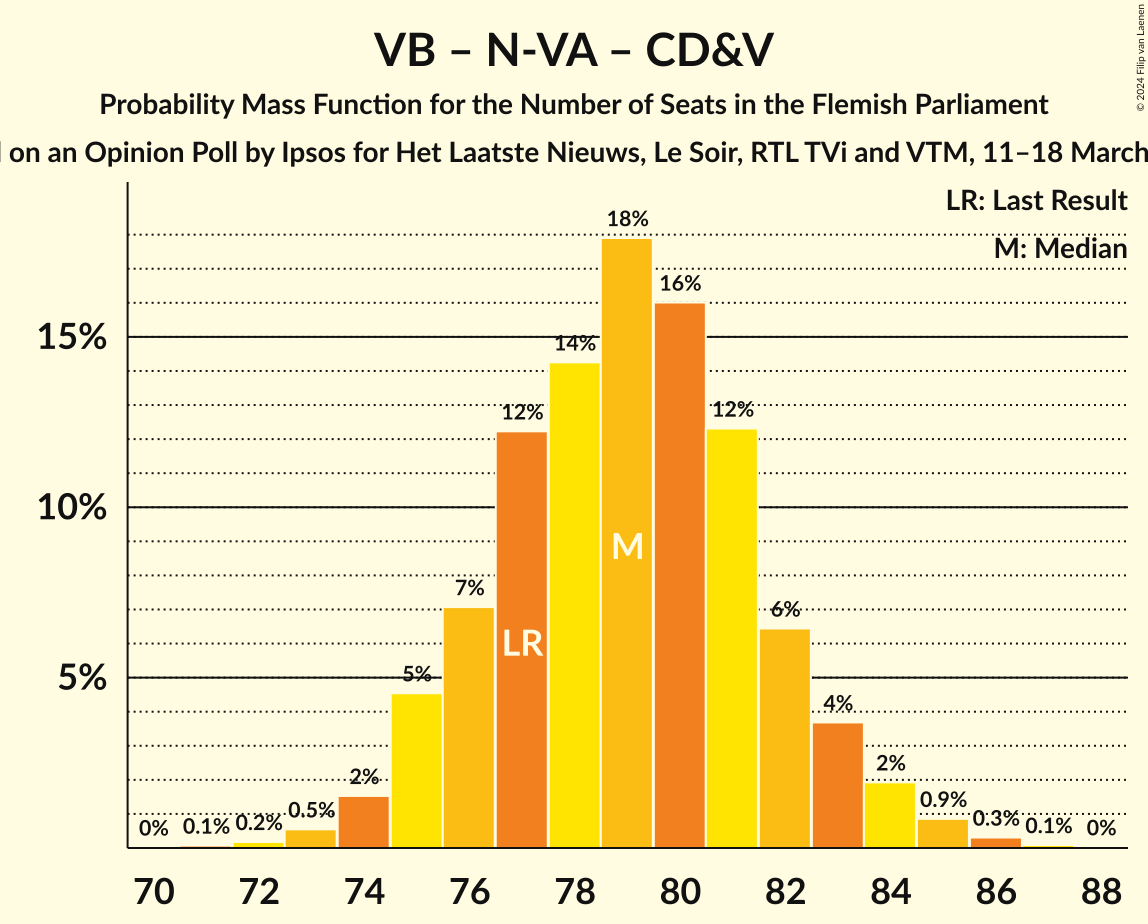 VB – N-VA – CD&V
Probability Mass Function for the Number of Seats in the Flemish Parliament
on an Opinion Poll by Ipsos for Het Laatste Nieuws, Le Soir, RTL TVi and VTM, 11–18 March
© 2024 Filip van Laenen
LR: Last Result
M: Median
18%
16%
15%
14%
12%
12%
10%
M
7%
6%
LR
5%
5%
4%
2%
2%
0%
0.1%
0.2%
0.5%
0.9%
0.3%
0.1%
0%
70 72 74 76 78 80 82 84 86 88